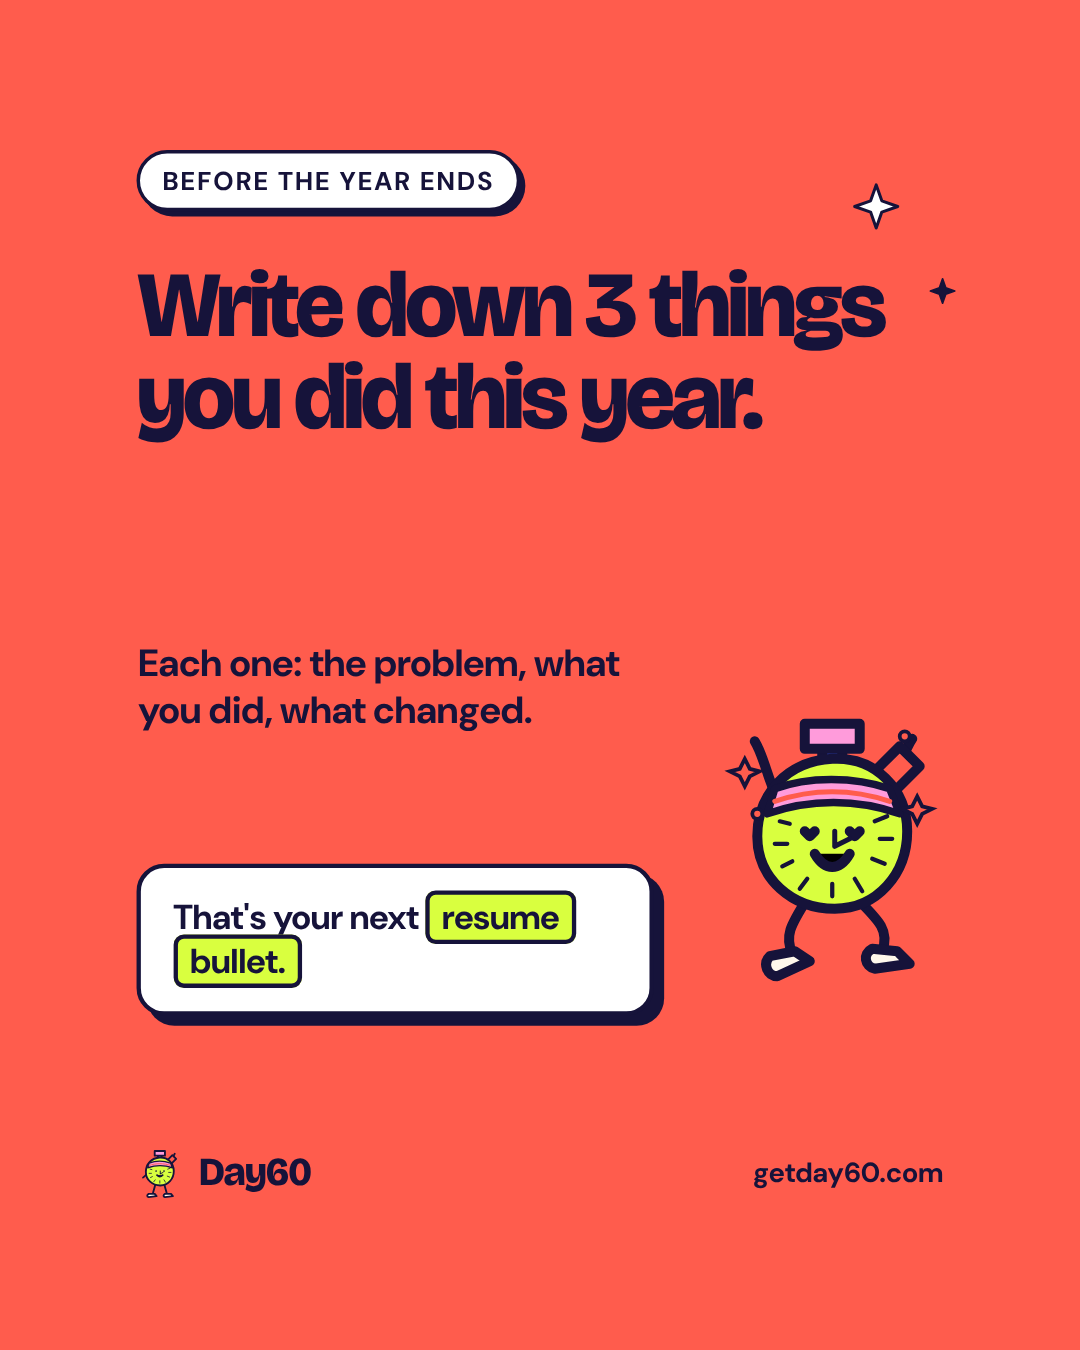 BEFORE THE YEAR ENDS
Write down 3 things
you did this year.
Each one: the problem, what
you did, what changed.
That's your next resume
bullet.
Day60
getday60.com